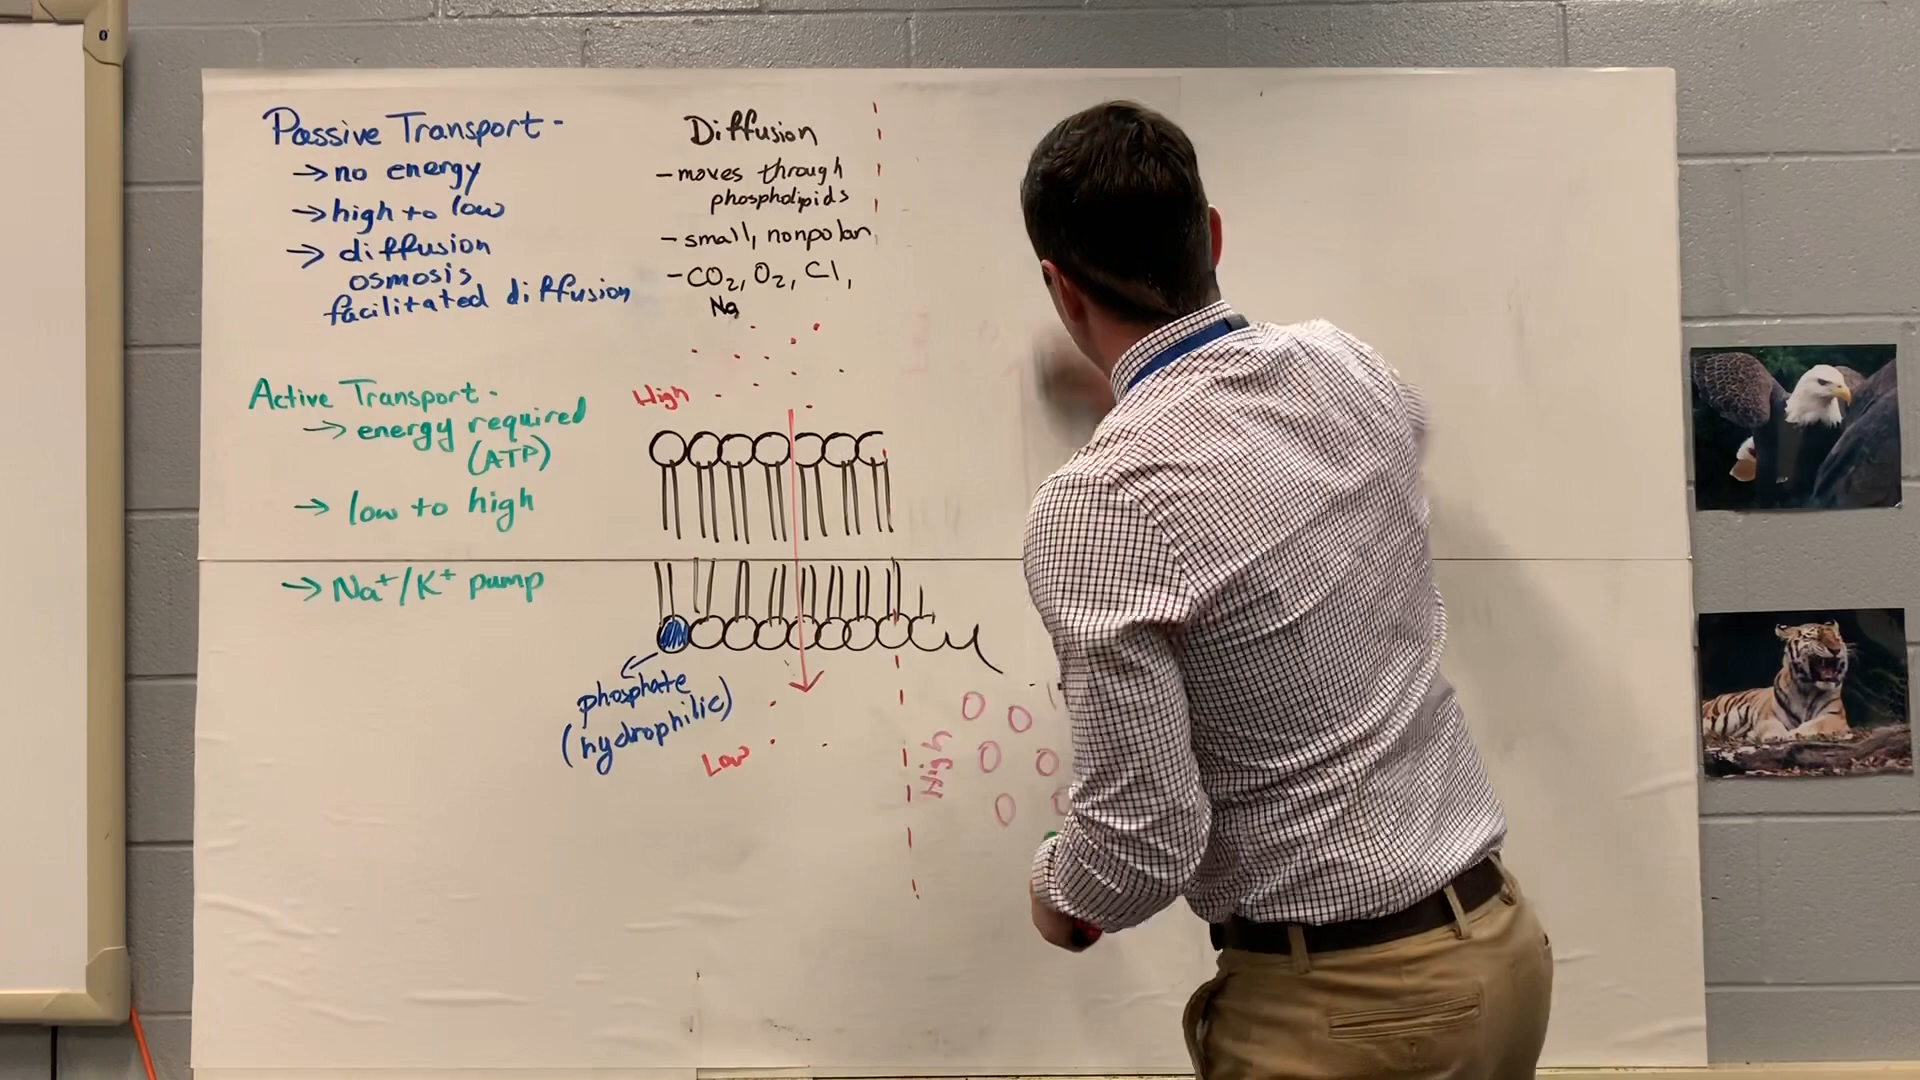 Passive Transport -
→ no energy
→ high to low
→ diffusion
osmosis
facilitated diffusion
Active Transport -
→ energy required
(ATP)
→ low to high
→ Na⁺/K⁺ pump
Diffusion
- moves through
phospholipids
- small, nonpolar
- CO₂, O₂, Cl,
Na
High
phosphate
(hydrophilic)
Low
High